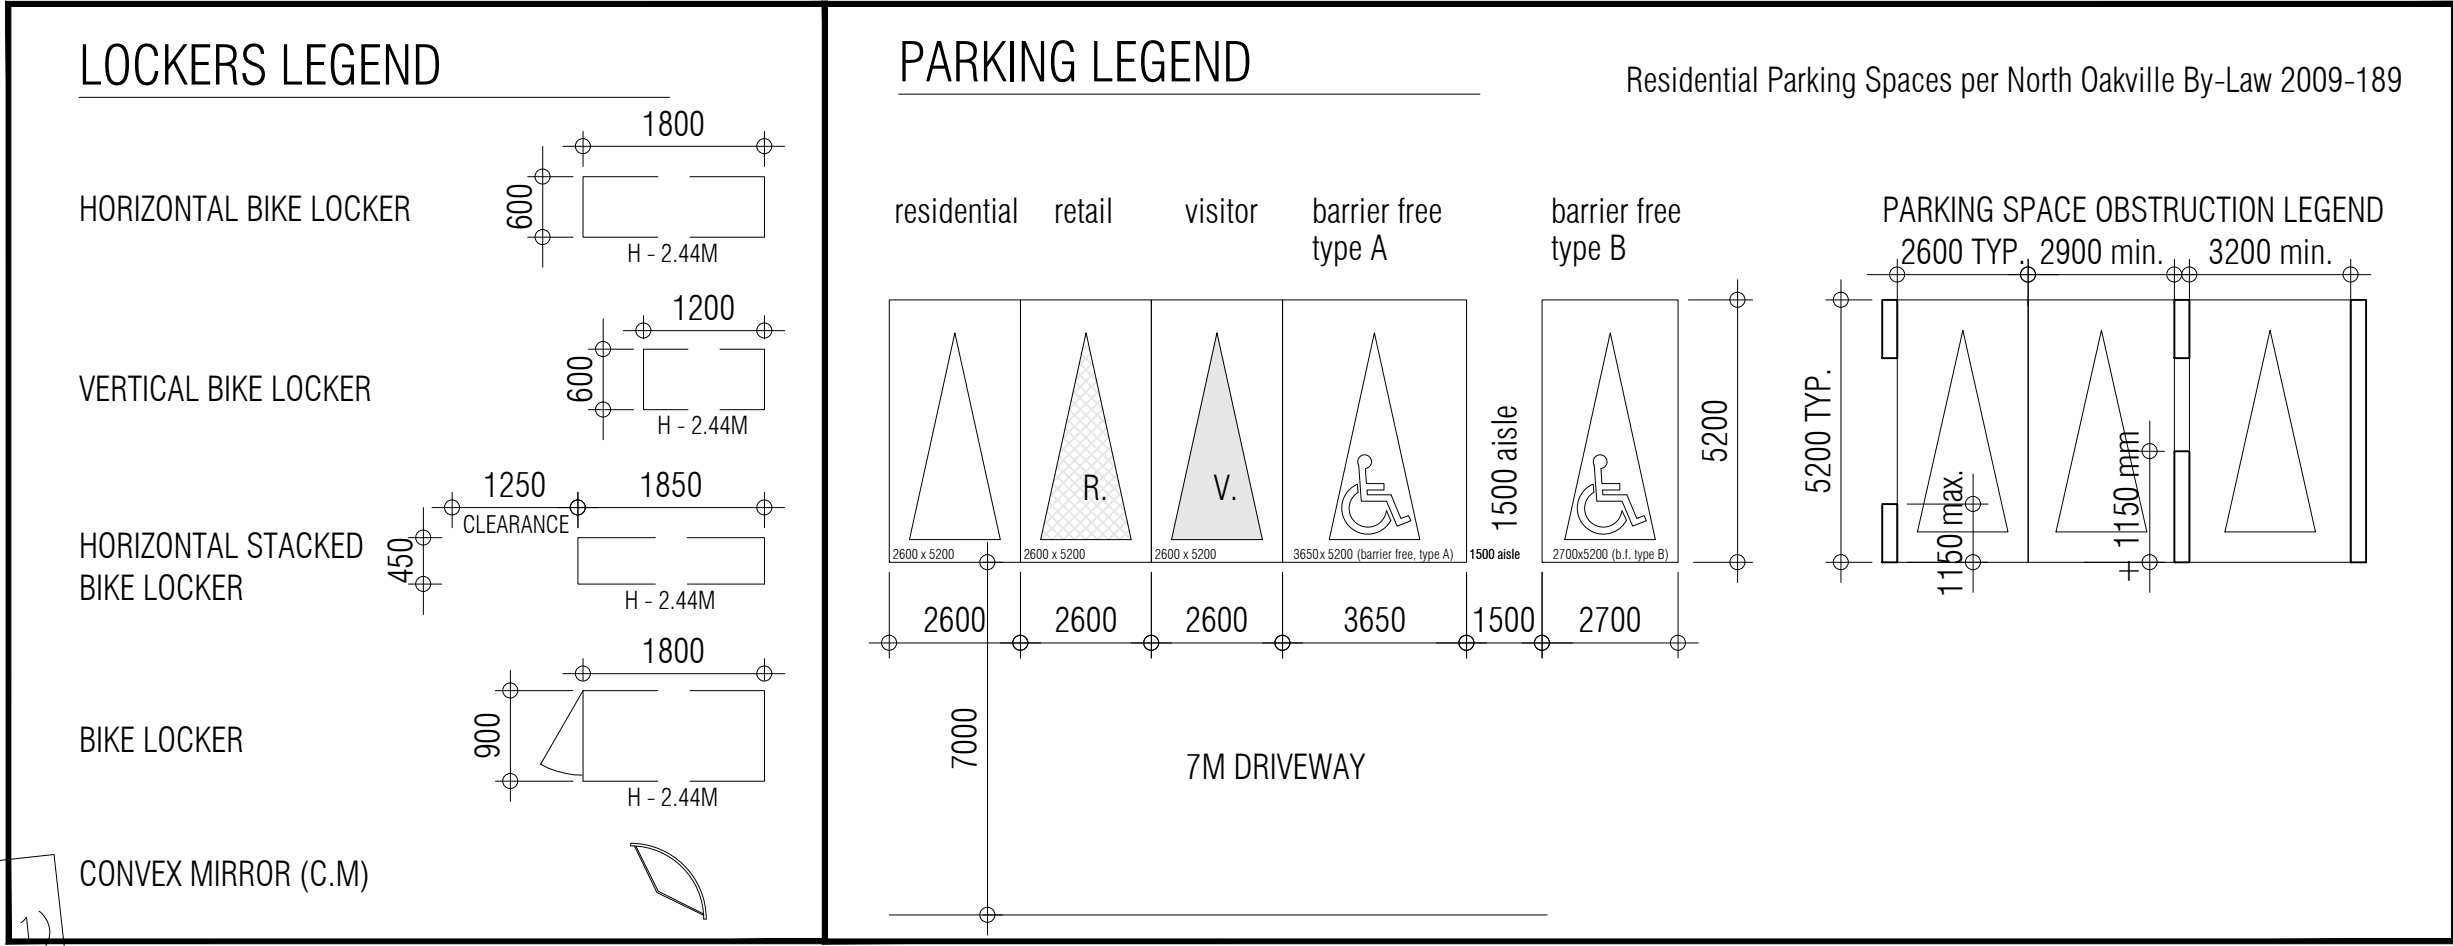 LOCKERS LEGEND
1800
HORIZONTAL BIKE LOCKER
600
H - 2.44M
1200
VERTICAL BIKE LOCKER
600
H - 2.44M
1250
1850
CLEARANCE
HORIZONTAL STACKED
BIKE LOCKER
450
H - 2.44M
1800
BIKE LOCKER
900
H - 2.44M
CONVEX MIRROR (C.M)
1)
PARKING LEGEND
Residential Parking Spaces per North Oakville By-Law 2009-189
residential
retail
visitor
barrier free
type A
barrier free
type B
R.
V.
1500 aisle
5200
2600 x 5200
2600 x 5200
2600 x 5200
3650x 5200 (barrier free, type A)
1500 aisle
2700x5200 (b.f. type B)
2600
2600
2600
3650
1500
2700
7000
7M DRIVEWAY
PARKING SPACE OBSTRUCTION LEGEND
2600 TYP.
2900 min.
3200 min.
5200 TYP.
1150 max.
+ 1150 mm